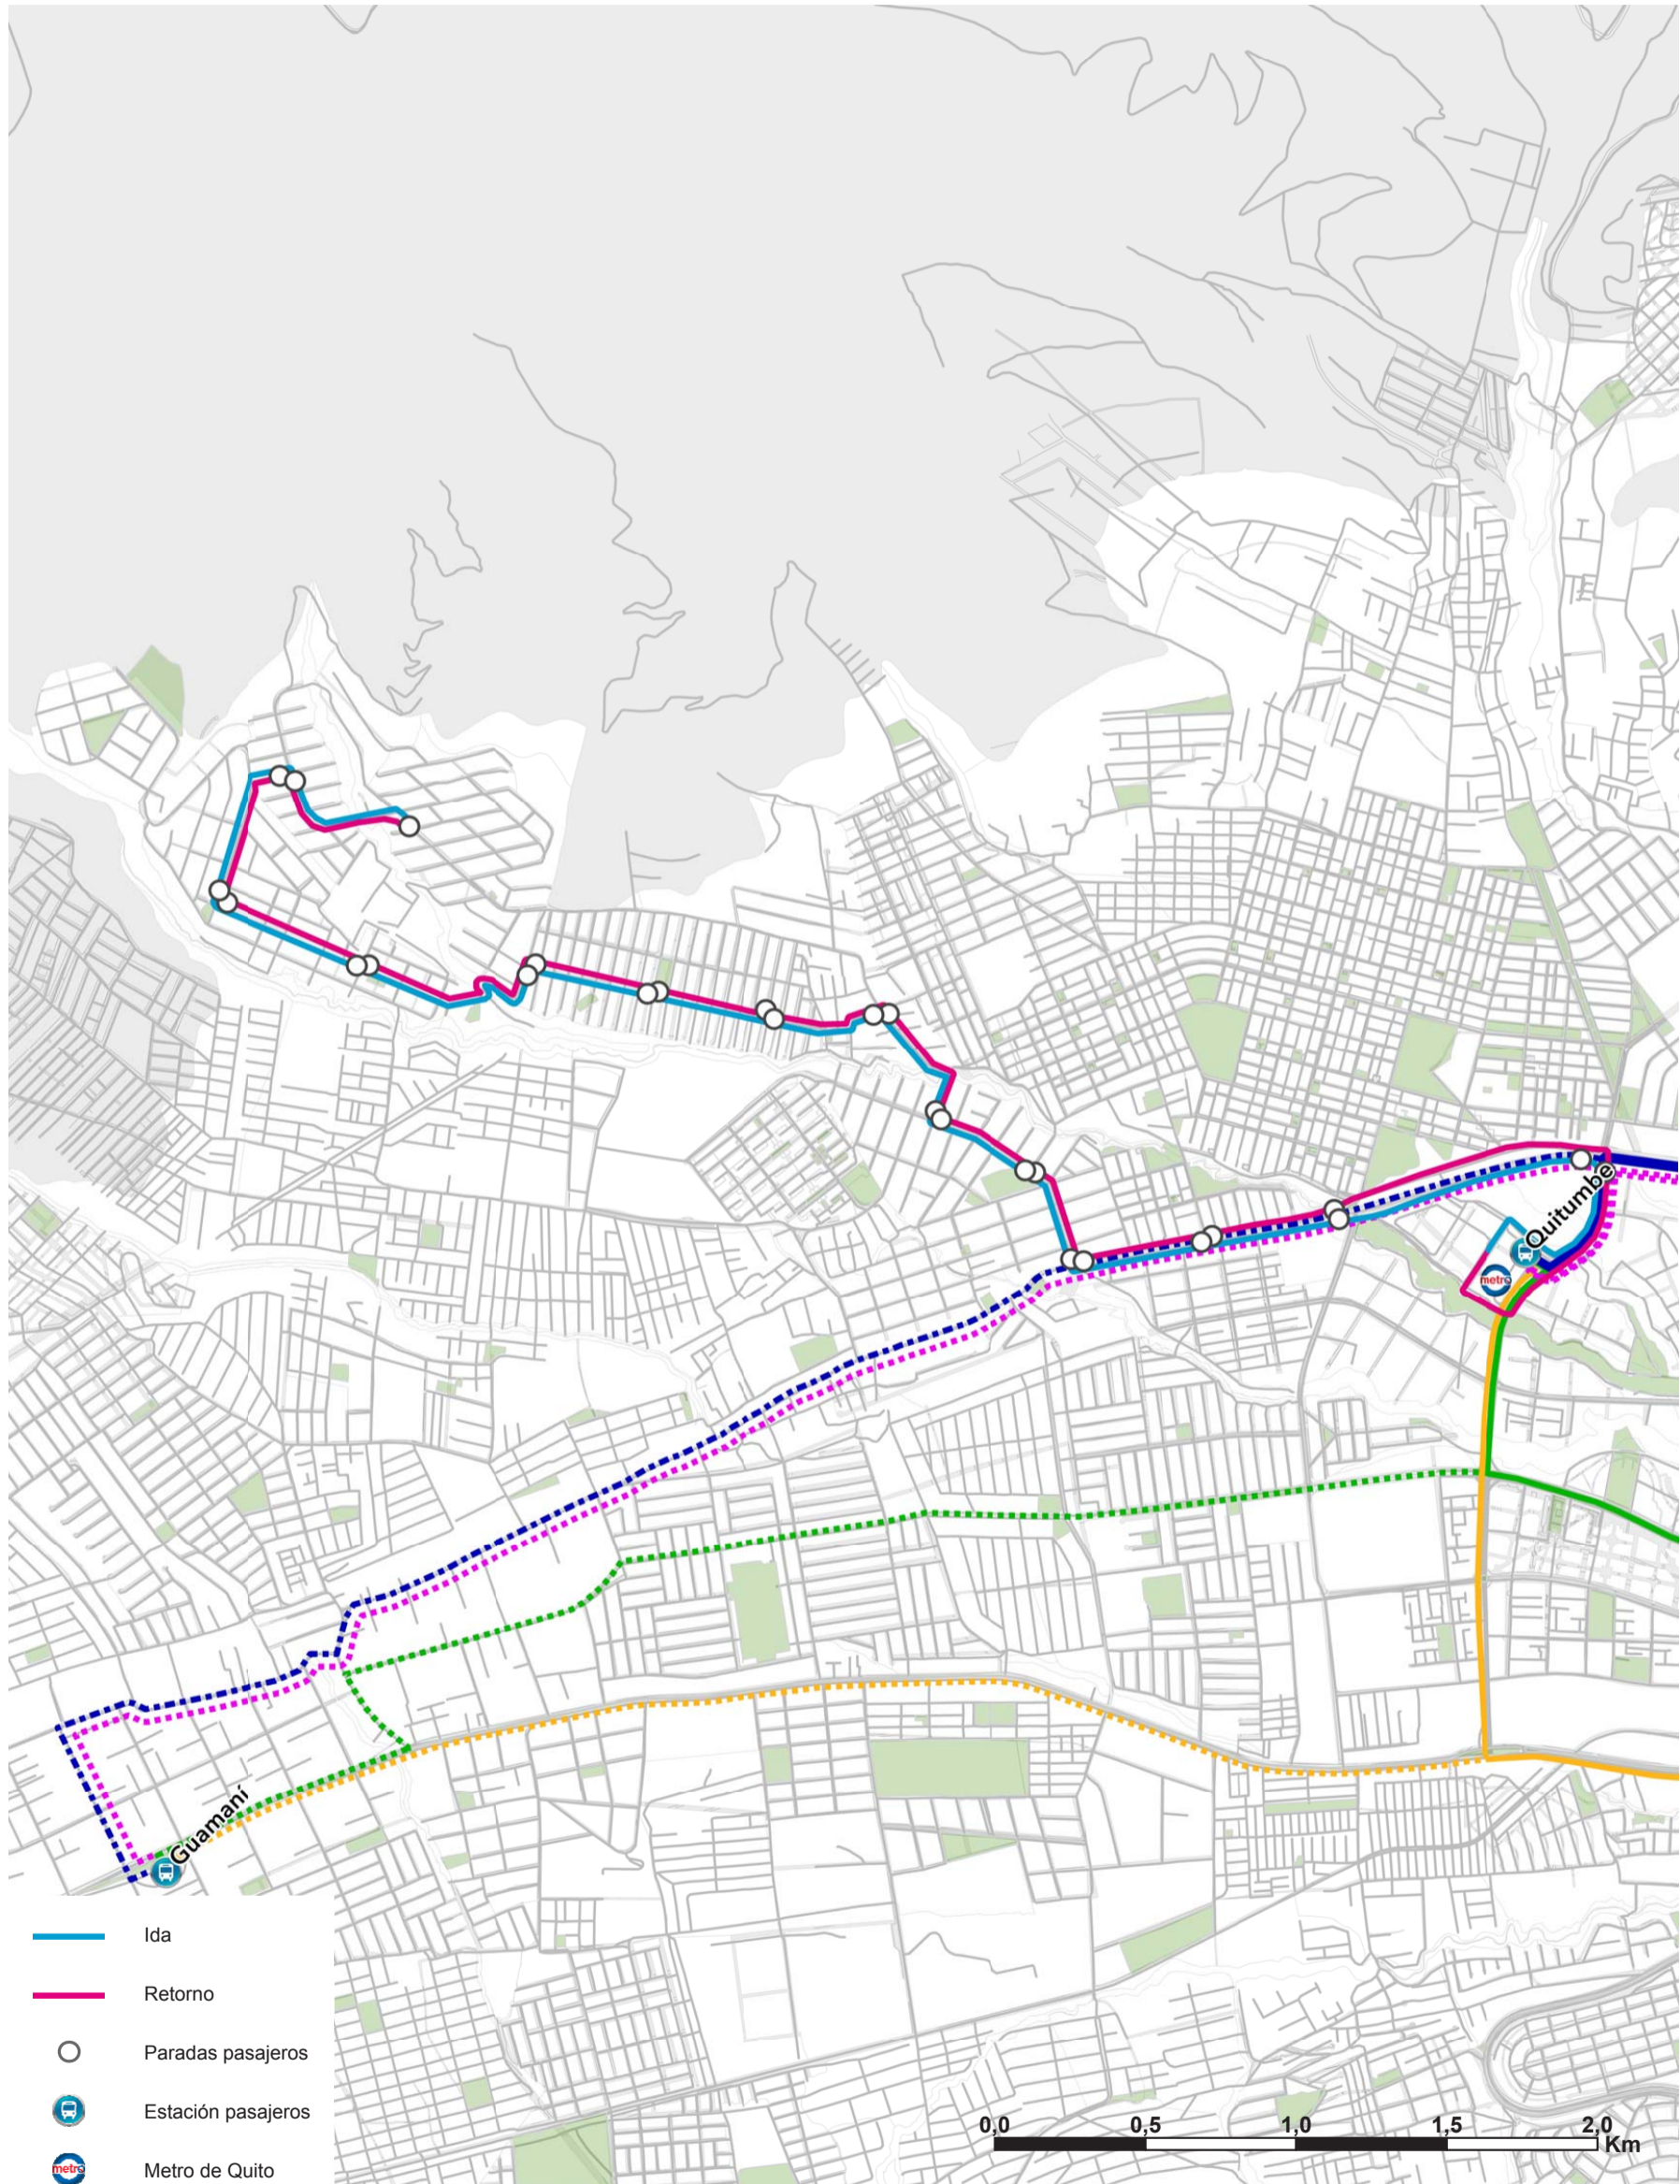 Quitumbe
metro
Guamaní
Ida
Retorno
Paradas pasajeros
Estación pasajeros
metro
Metro de Quito
0,0 0,5 1,0 1,5 2,0
Km